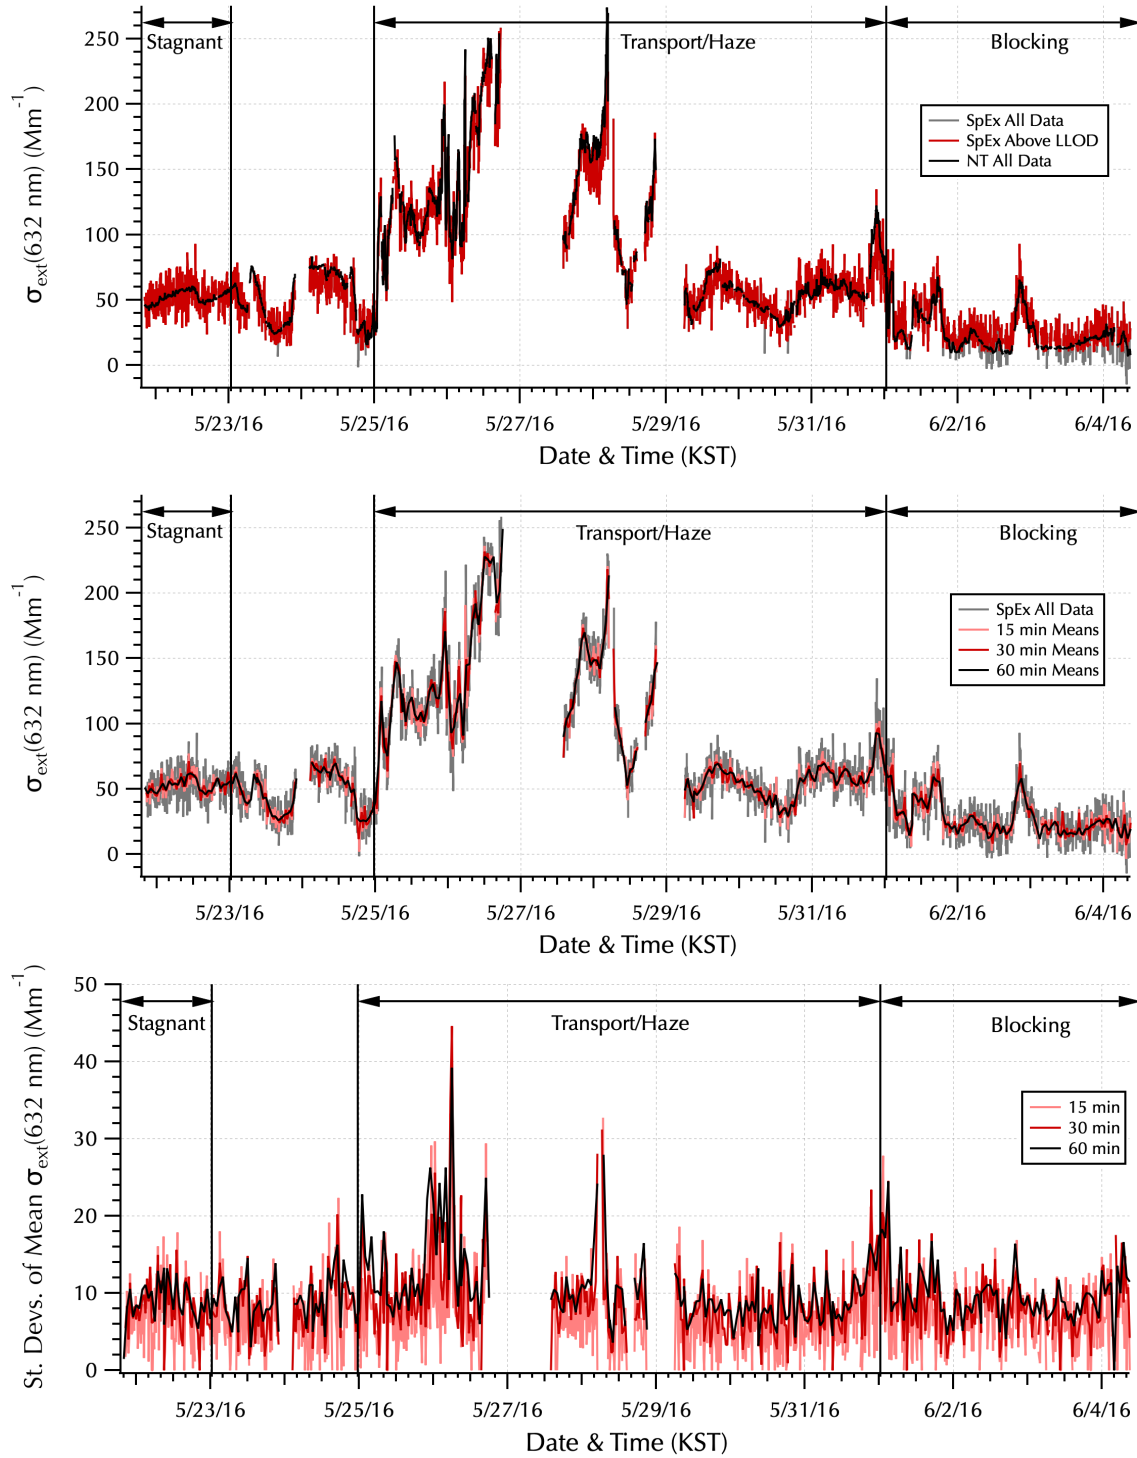 Stagnant
Transport/Haze
Blocking
250
200
150
100
50
0
σext(632 nm) (Mm-1)
SpEx All Data
SpEx Above LLOD
NT All Data
5/23/16 5/25/16 5/27/16 5/29/16 5/31/16 6/2/16 6/4/16
Date & Time (KST)
Stagnant
Transport/Haze
Blocking
250
200
150
100
50
0
σext(632 nm) (Mm-1)
SpEx All Data
15 min Means
30 min Means
60 min Means
5/23/16 5/25/16 5/27/16 5/29/16 5/31/16 6/2/16 6/4/16
Date & Time (KST)
50
40
30
20
10
0
St. Devs. of Mean σext(632 nm) (Mm-1)
Stagnant
Transport/Haze
Blocking
15 min
30 min
60 min
5/23/16 5/25/16 5/27/16 5/29/16 5/31/16 6/2/16 6/4/16
Date & Time (KST)